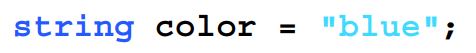 string color = "blue";